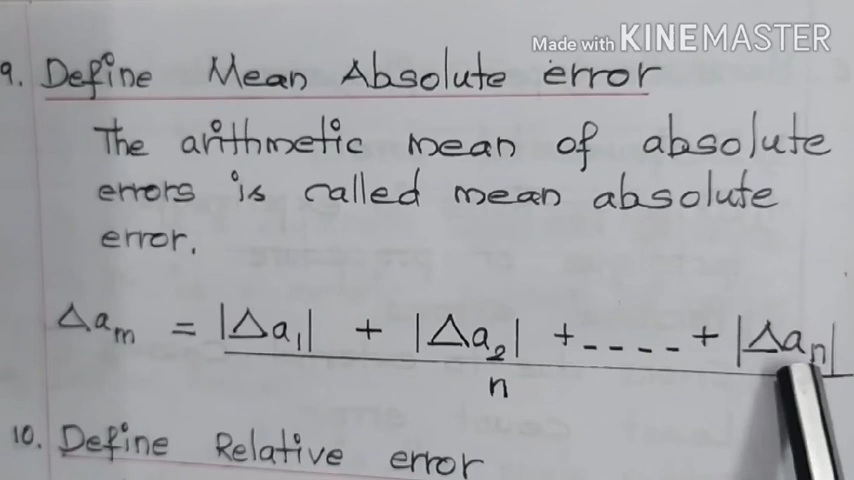 Made with KINEMASTER
9. Define Mean Absolute error
The arithmetic mean of absolute
errors is called mean absolute
error.
Δam = |Δa1| + |Δa2| +---- + |Δan|
n
10. Define Relative error